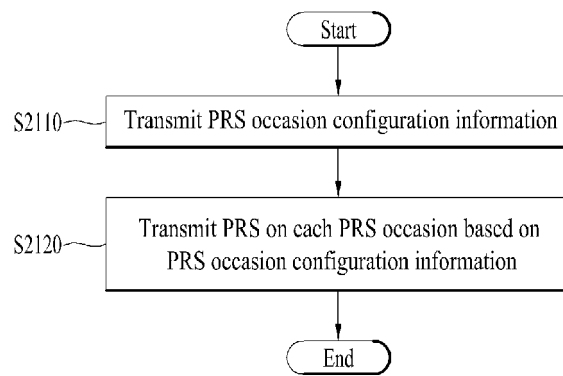 Start
S2110
Transmit PRS occasion configuration information
S2120
Transmit PRS on each PRS occasion based on
PRS occasion configuration information
End